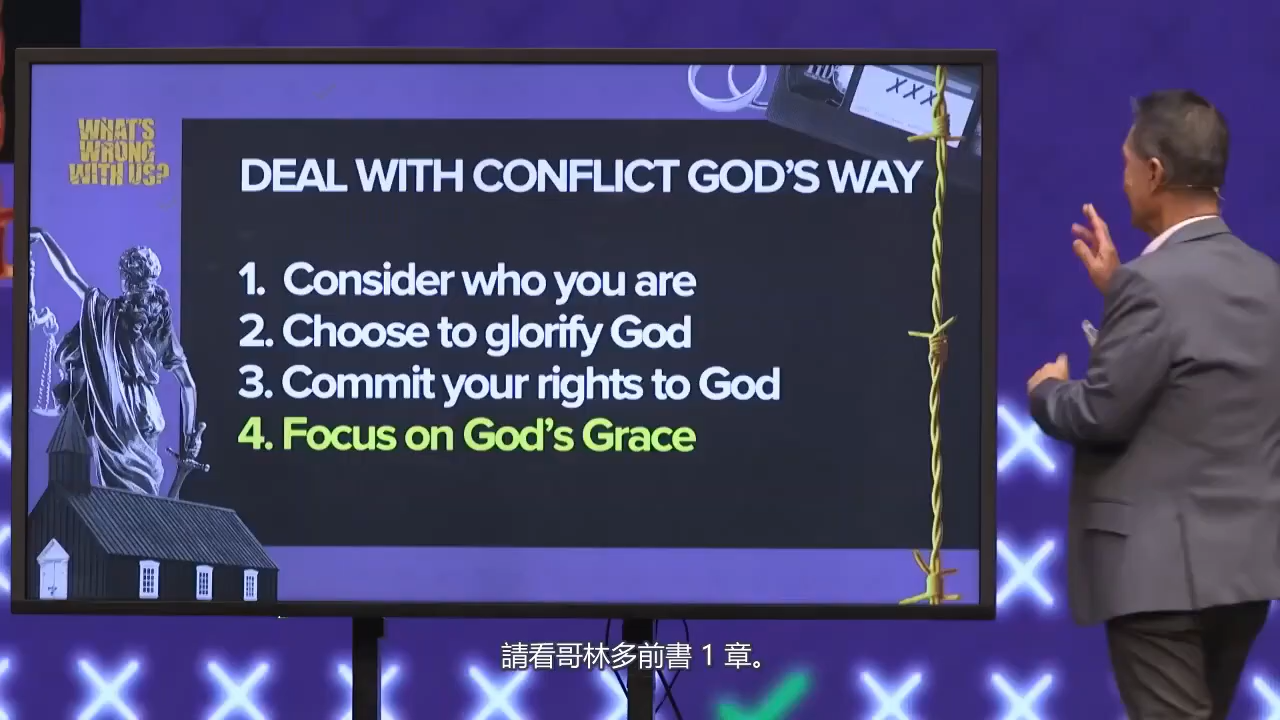 WHAT'S
WRONG
WITH US?
XXX
DEAL WITH CONFLICT GOD'S WAY
1. Consider who you are
2. Choose to glorify God
3. Commit your rights to God
4. Focus on God's Grace
請看哥林多前書 1 章。